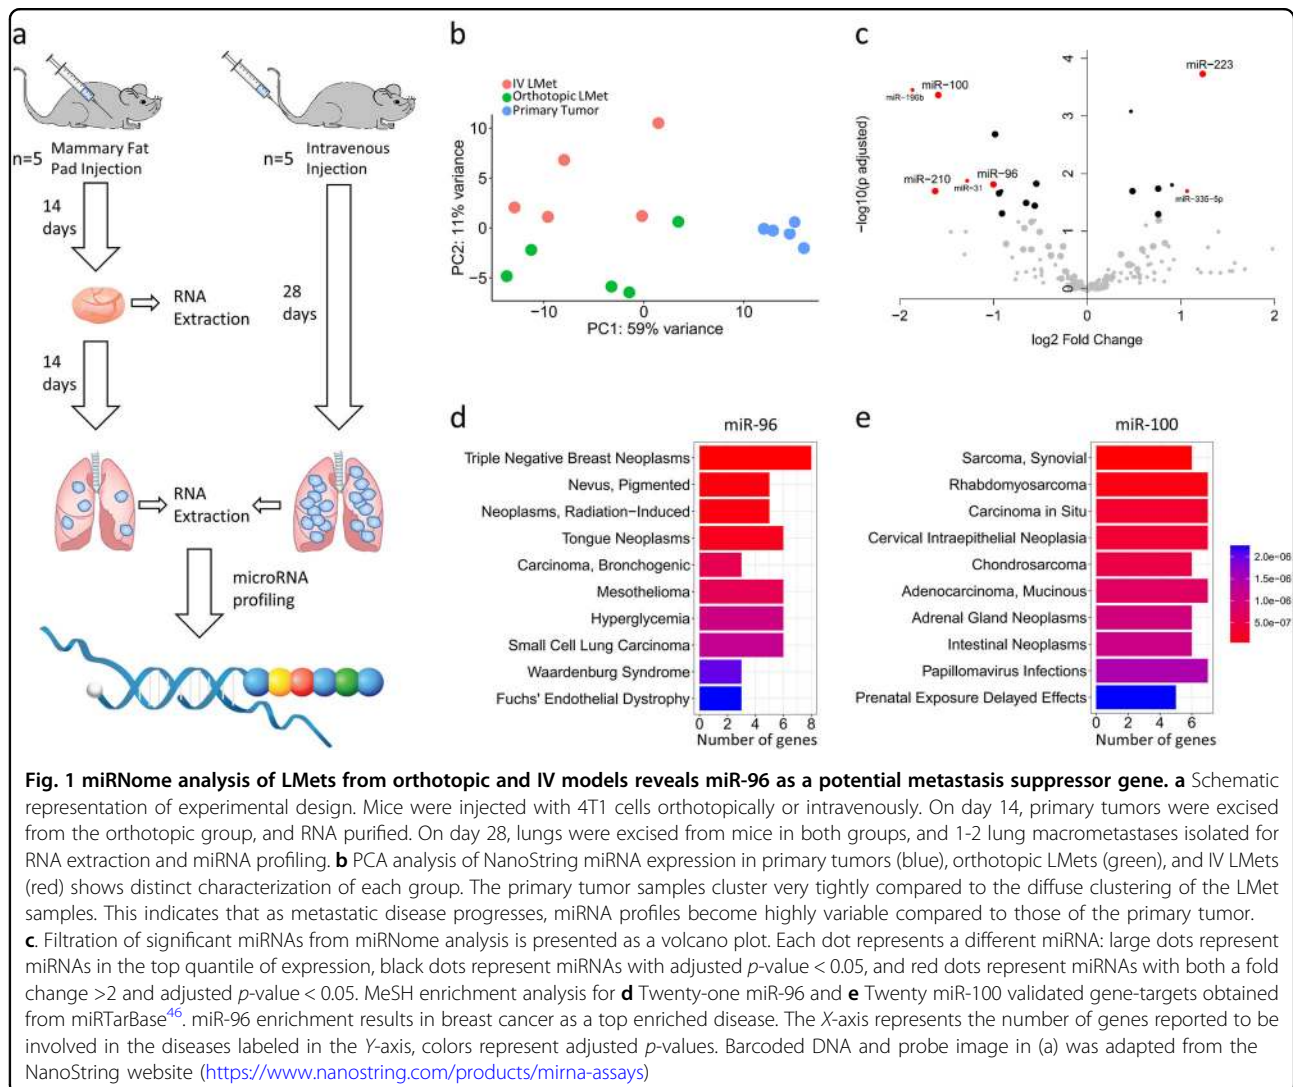 a
n=5
Mammary Fat
Pad Injection
n=5
Intravenous
Injection
14
days
RNA
Extraction
28
days
14
days
RNA
Extraction
microRNA
profiling
b
IV LMet
Orthotopic LMet
Primary Tumor
PC2: 11% variance
10
5
0
−5
−10
0
10
PC1: 59% variance
c
−log10(p adjusted)
4
3
2
1
0
miR−223
miR−100
miR−196b
miR−210
miR−31
miR−96
miR−335−5p
−2
−1
0
1
2
log2 Fold Change
d
miR-96
Triple Negative Breast Neoplasms
Nevus, Pigmented
Neoplasms, Radiation−Induced
Tongue Neoplasms
Carcinoma, Bronchogenic
Mesothelioma
Hyperglycemia
Small Cell Lung Carcinoma
Waardenburg Syndrome
Fuchs' Endothelial Dystrophy
0 2 4 6 8
Number of genes
e
miR-100
Sarcoma, Synovial
Rhabdomyosarcoma
Carcinoma in Situ
Cervical Intraepithelial Neoplasia
Chondrosarcoma
Adenocarcinoma, Mucinous
Adrenal Gland Neoplasms
Intestinal Neoplasms
Papillomavirus Infections
Prenatal Exposure Delayed Effects
0 2 4 6
Number of genes
2.0e-06
1.5e-06
1.0e-06
5.0e-07
Fig. 1 miRNome analysis of LMets from orthotopic and IV models reveals miR-96 as a potential metastasis suppressor gene. a Schematic
representation of experimental design. Mice were injected with 4T1 cells orthotopically or intravenously. On day 14, primary tumors were excised
from the orthotopic group, and RNA purified. On day 28, lungs were excised from mice in both groups, and 1-2 lung macrometastases isolated for
RNA extraction and miRNA profiling. b PCA analysis of NanoString miRNA expression in primary tumors (blue), orthotopic LMets (green), and IV LMets
(red) shows distinct characterization of each group. The primary tumor samples cluster very tightly compared to the diffuse clustering of the LMet
samples. This indicates that as metastatic disease progresses, miRNA profiles become highly variable compared to those of the primary tumor.
c. Filtration of significant miRNAs from miRNome analysis is presented as a volcano plot. Each dot represents a different miRNA: large dots represent
miRNAs in the top quantile of expression, black dots represent miRNAs with adjusted p-value < 0.05, and red dots represent miRNAs with both a fold
change >2 and adjusted p-value < 0.05. MeSH enrichment analysis for d Twenty-one miR-96 and e Twenty miR-100 validated gene-targets obtained
from miRTarBase46. miR-96 enrichment results in breast cancer as a top enriched disease. The X-axis represents the number of genes reported to be
involved in the diseases labeled in the Y-axis, colors represent adjusted p-values. Barcoded DNA and probe image in (a) was adapted from the
NanoString website (https://www.nanostring.com/products/mirna-assays)